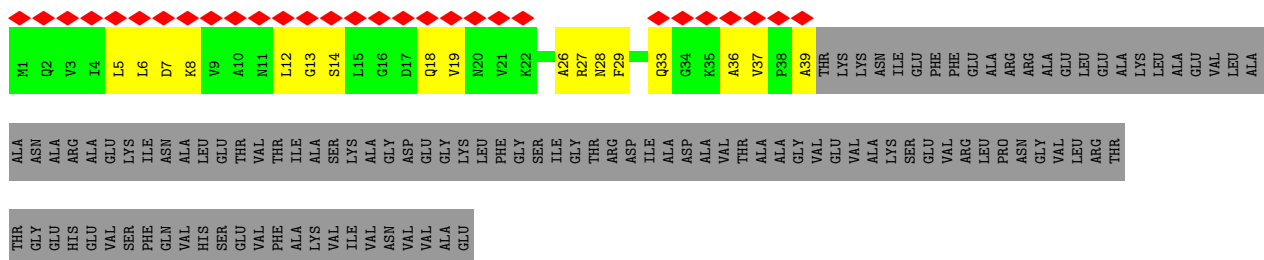 M1 Q2 V3 I4 L5 L6 D7 K8 V9 A10 N11 L12 G13 S14 L15 G16 D17 Q18 V19 N20 V21 K22 A26 R27 N28 F29 Q33 G34 K35 A36 V37 P38 A39 THR LYS LYS ASN ILE GLU PHE PHE GLU ALA ARG ARG ALA GLU LEU GLU ALA LYS LEU ALA GLU VAL LEU ALA
ALA ASN ALA ARG ALA GLU LYS ILE ASN ALA LEU GLU THR VAL THR ILE ALA SER LYS ALA GLY ASP GLU GLY LYS LEU PHE GLY SER ILE GLY THR ARG ASP ILE ALA ASP ALA VAL THR ALA ALA GLY VAL GLU VAL ALA LYS SER GLU VAL ARG LEU PRO ASN GLY VAL LEU ARG THR
THR GLY GLU HIS GLU VAL SER PHE GLN VAL HIS SER GLU VAL PHE ALA LYS VAL ILE VAL ASN VAL VAL ALA GLU